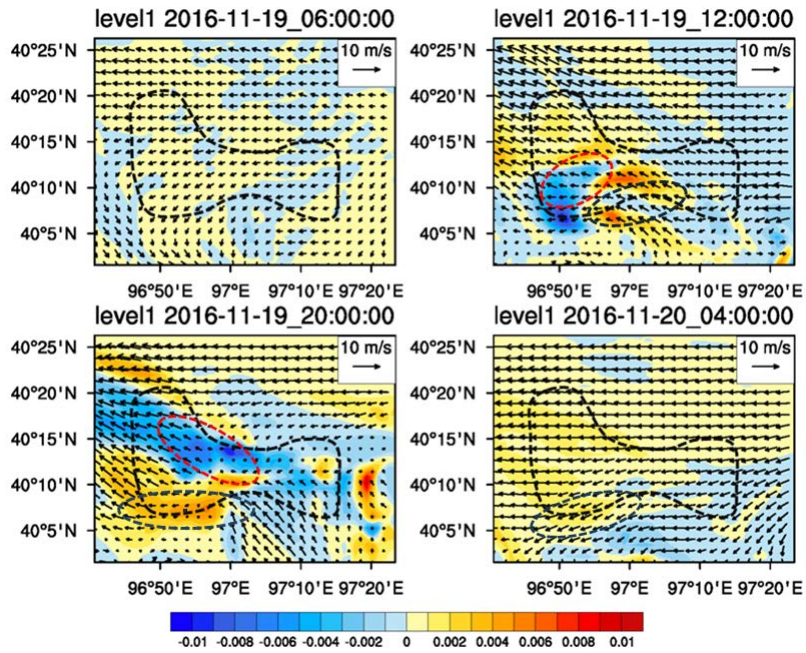 level1 2016-11-19_06:00:00
10 m/s
40°25'N
40°20'N
40°15'N
40°10'N
40°5'N
96°50'E 97°E 97°10'E 97°20'E
level1 2016-11-19_12:00:00
10 m/s
40°25'N
40°20'N
40°15'N
40°10'N
40°5'N
96°50'E 97°E 97°10'E 97°20'E
level1 2016-11-19_20:00:00
10 m/s
40°25'N
40°20'N
40°15'N
40°10'N
40°5'N
96°50'E 97°E 97°10'E 97°20'E
level1 2016-11-20_04:00:00
10 m/s
40°25'N
40°20'N
40°15'N
40°10'N
40°5'N
96°50'E 97°E 97°10'E 97°20'E
-0.01 -0.008 -0.006 -0.004 -0.002 0 0.002 0.004 0.006 0.008 0.01